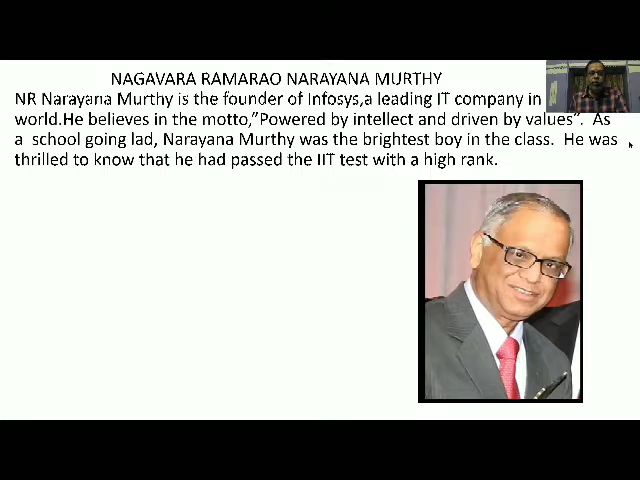 NAGAVARA RAMARAO NARAYANA MURTHY
NR Narayana Murthy is the founder of Infosys,a leading IT company in
world.He believes in the motto,”Powered by intellect and driven by values”. As
a school going lad, Narayana Murthy was the brightest boy in the class. He was
thrilled to know that he had passed the IIT test with a high rank.